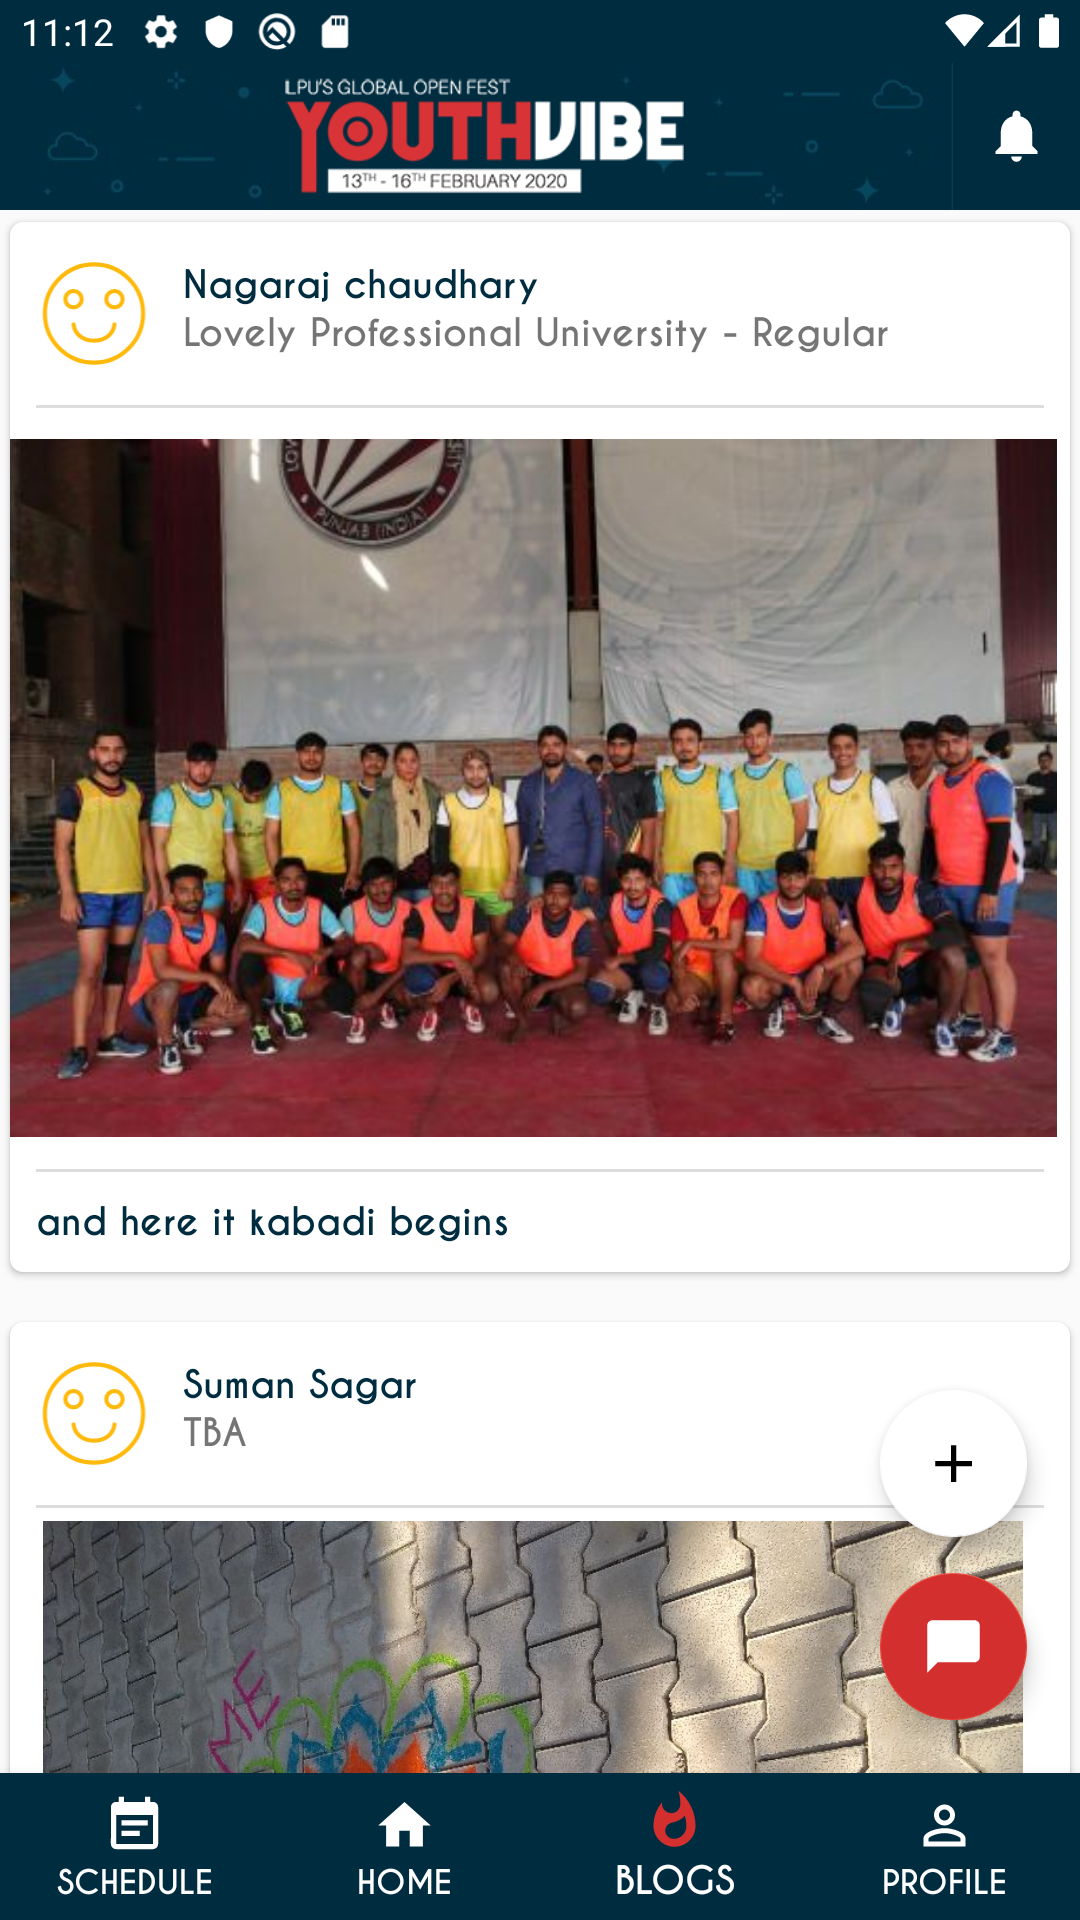 11:12
LPU'S GLOBAL OPEN FEST
YOUTHVIBE
13TH - 16TH FEBRUARY 2020
Nagaraj chaudhary
Lovely Professional University - Regular
PUNJAB (INDIA)
and here it kabadi begins
Suman Sagar
TBA
ME
SCHEDULE
HOME
BLOGS
PROFILE